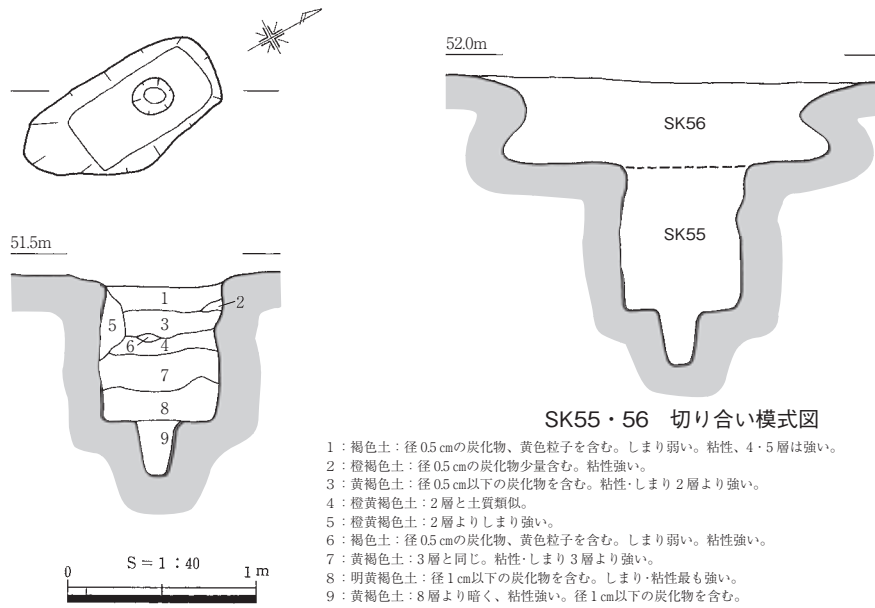 52.0m
SK56
SK55
51.5m
1
2
3
5
6
4
7
8
9
SK55・56　切り合い模式図
1：褐色土：径0.5㎝の炭化物、黄色粒子を含む。しまり弱い。粘性、4・5層は強い。
2：橙褐色土：径0.5㎝の炭化物少量含む。粘性強い。
3：黄褐色土：径0.5㎝以下の炭化物を含む。粘性・しまり2層より強い。
4：橙黄褐色土：2層と土質類似。
5：橙黄褐色土：2層よりしまり強い。
6：褐色土：径0.5㎝の炭化物、黄色粒子を含む。しまり弱い。粘性強い。
7：黄褐色土：3層と同じ。粘性・しまり3層より強い。
8：明黄褐色土：径1㎝以下の炭化物を含む。しまり・粘性最も強い。
9：黄褐色土：8層より暗く、粘性強い。径1㎝以下の炭化物を含む。
S＝1：40
0 1m